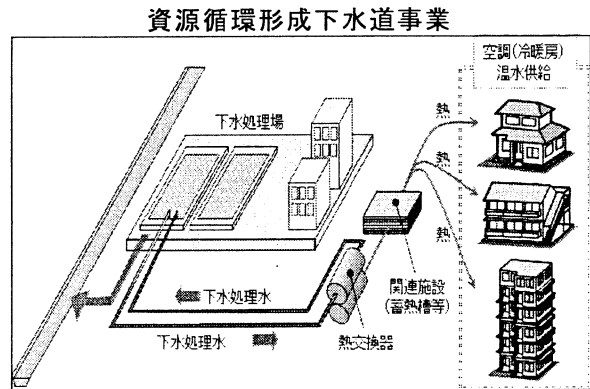 資源循環形成下水道事業
空調(冷暖房)
温水供給
下水処理場
熱
熱
熱
関連施設
(蓄熱槽等)
下水処理水
下水処理水
熱交換器